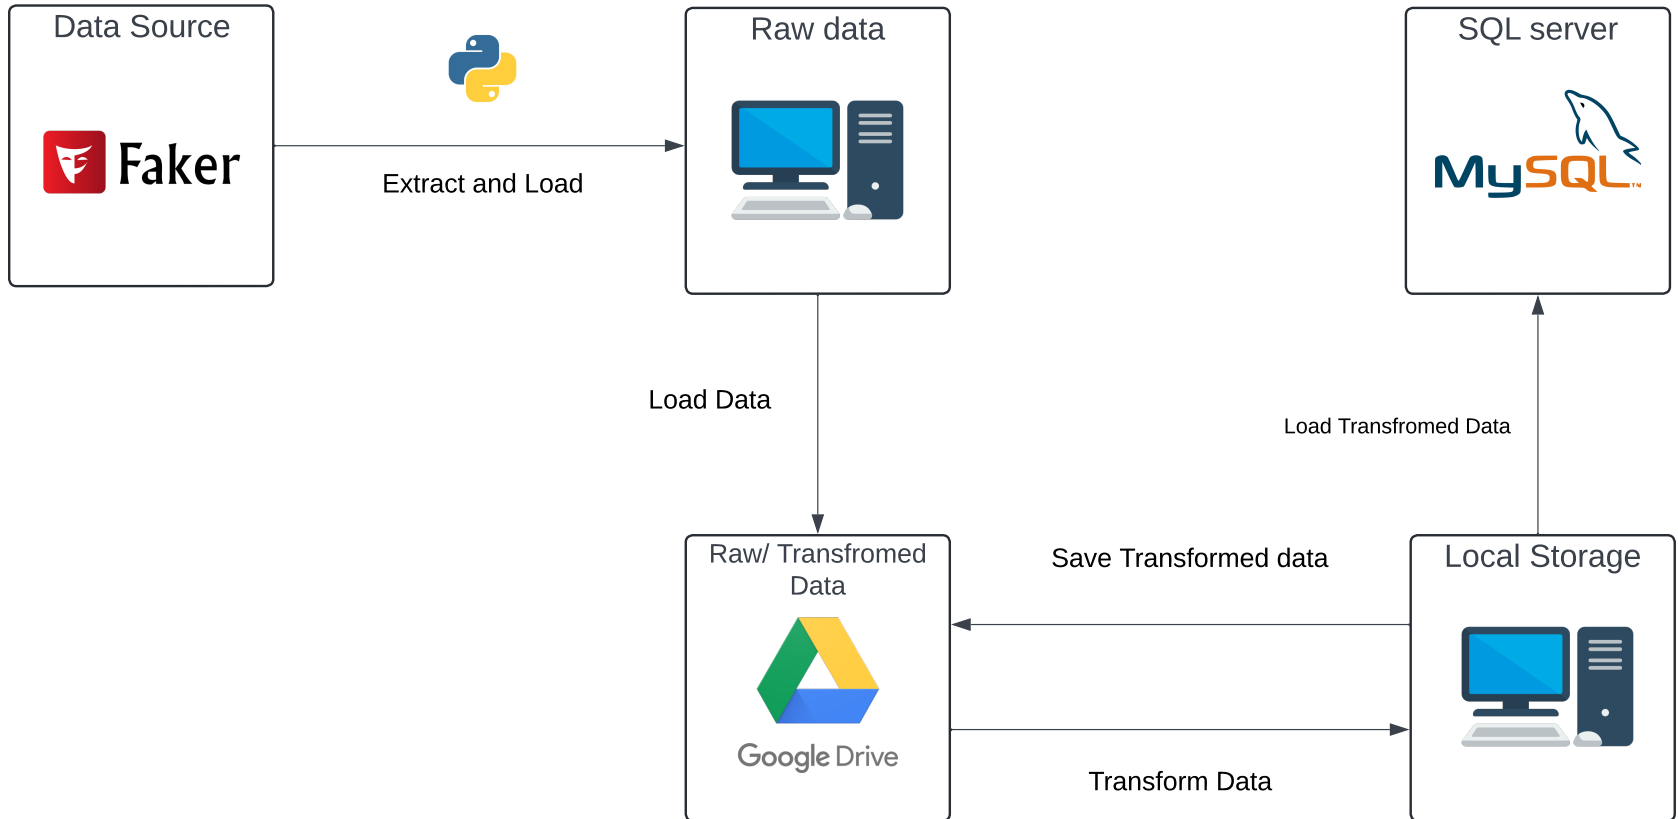 Data Source
Faker
Extract and Load
Raw data
SQL server
MySQL™
Load Data
Load Transfromed Data
Raw/ Transfromed
Data
Google Drive
Save Transformed data
Transform Data
Local Storage